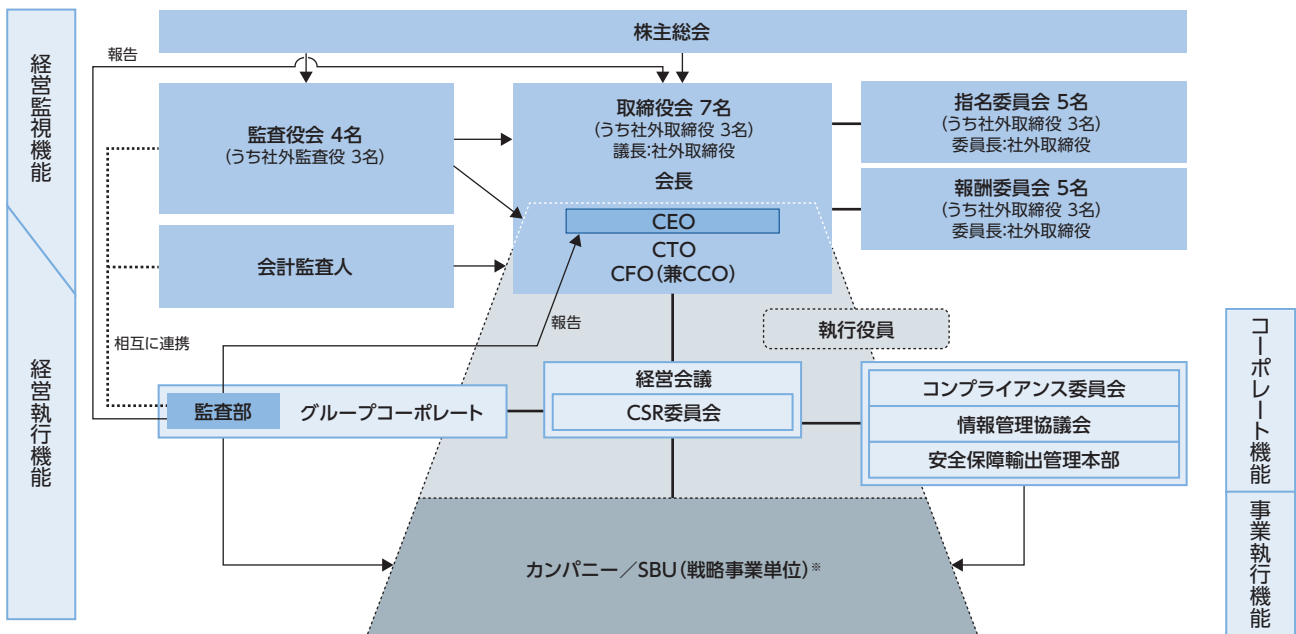 経営監視機能
経営執行機能
株主総会
報告
監査役会 4名
(うち社外監査役 3名)
取締役会 7名
(うち社外取締役 3名)
議長:社外取締役
会長
CEO
CTO
CFO(兼CCO)
指名委員会 5名
(うち社外取締役 3名)
委員長:社外取締役
報酬委員会 5名
(うち社外取締役 3名)
委員長:社外取締役
会計監査人
報告
相互に連携
執行役員
監査部
グループコーポレート
経営会議
CSR委員会
コンプライアンス委員会
情報管理協議会
安全保障輸出管理本部
カンパニー/SBU(戦略事業単位)※
コーポレート機能
事業執行機能